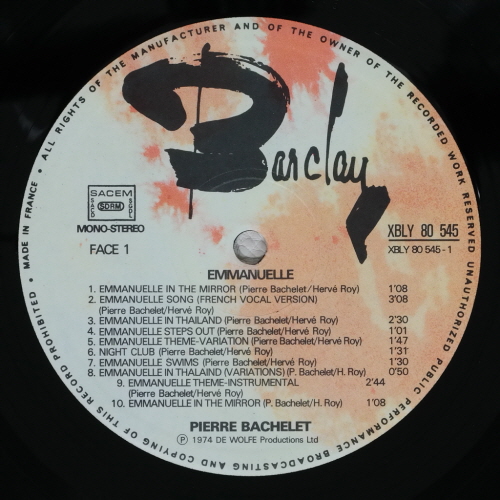 • ALL RIGHTS OF THE MANUFACTURER AND OF THE OWNER OF THE RECORDED WORK RESERVED UNAUTHORIZED PUBLIC PERFORMANCE BROADCASTING AND COPYING OF THIS RECORD PROHIBITED • MADE IN FRANCE
Barclay
SACEM
SACD SDRM SGDL
MONO-STEREO
FACE 1
XBLY 80 545
XBLY 80 545-1
EMMANUELLE
1. EMMANUELLE IN THE MIRROR (Pierre Bachelet/Hervé Roy) 1'08
2. EMMANUELLE SONG (FRENCH VOCAL VERSION) 3'08
(Pierre Bachelet/Hervé Roy)
3. EMMANUELLE IN THAILAND (Pierre Bachelet/Hervé Roy) 2'30
4. EMMANUELLE STEPS OUT (Pierre Bachelet/Hervé Roy) 1'01
5. EMMANUELLE THEME-VARIATION (Pierre Bachelet/Hervé Roy) 1'47
6. NIGHT CLUB (Pierre Bachelet/Hervé Roy) 1'31
7. EMMANUELLE SWIMS (Pierre Bachelet/Hervé Roy) 1'30
8. EMMANUELLE IN THALAIND (VARIATIONS) (P. Bachelet/H. Roy) 0'50
9. EMMANUELLE THEME-INSTRUMENTAL 2'44
(Pierre Bachelet/Hervé Roy)
10. EMMANUELLE IN THE MIRROR (P. Bachelet/H. Roy) 1'08
PIERRE BACHELET
Ⓟ 1974 DE WOLFE Productions Ltd